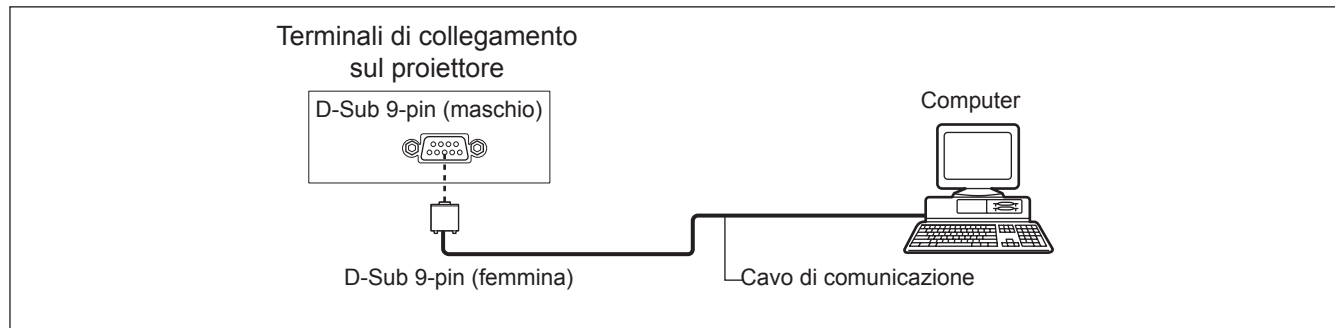 Terminali di collegamento
sul proiettore
D-Sub 9-pin (maschio)
Computer
D-Sub 9-pin (femmina)
Cavo di comunicazione